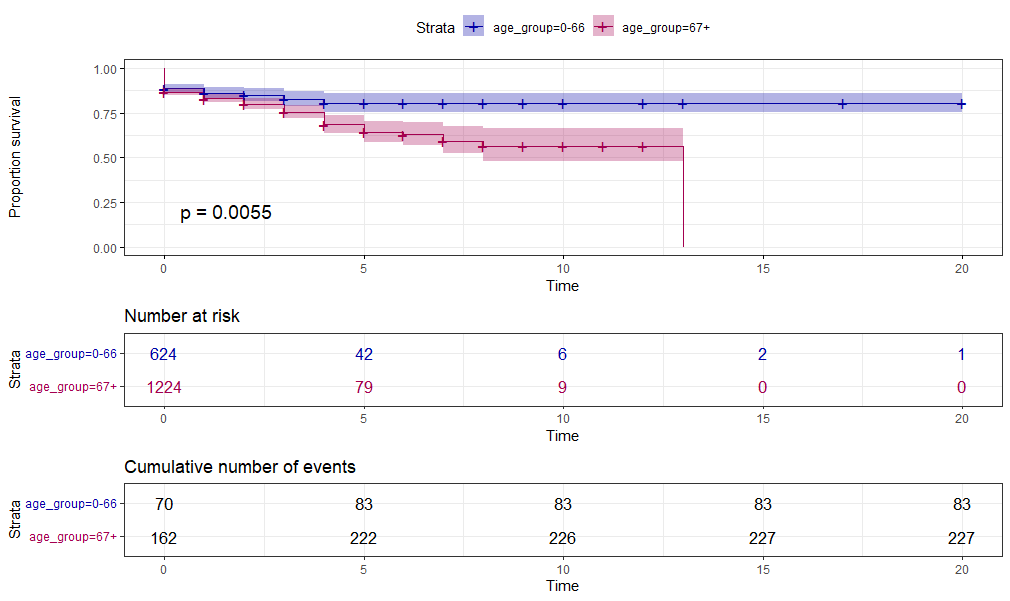 Strata age_group=0-66 age_group=67+
Proportion survival
1.00
0.75
0.50
0.25
0.00
p = 0.0055
0 5 10 15 20
Time
Number at risk
Strata
age_group=0-66 624 42 6 2 1
age_group=67+ 1224 79 9 0 0
0 5 10 15 20
Time
Cumulative number of events
Strata
age_group=0-66 70 83 83 83 83
age_group=67+ 162 222 226 227 227
0 5 10 15 20
Time